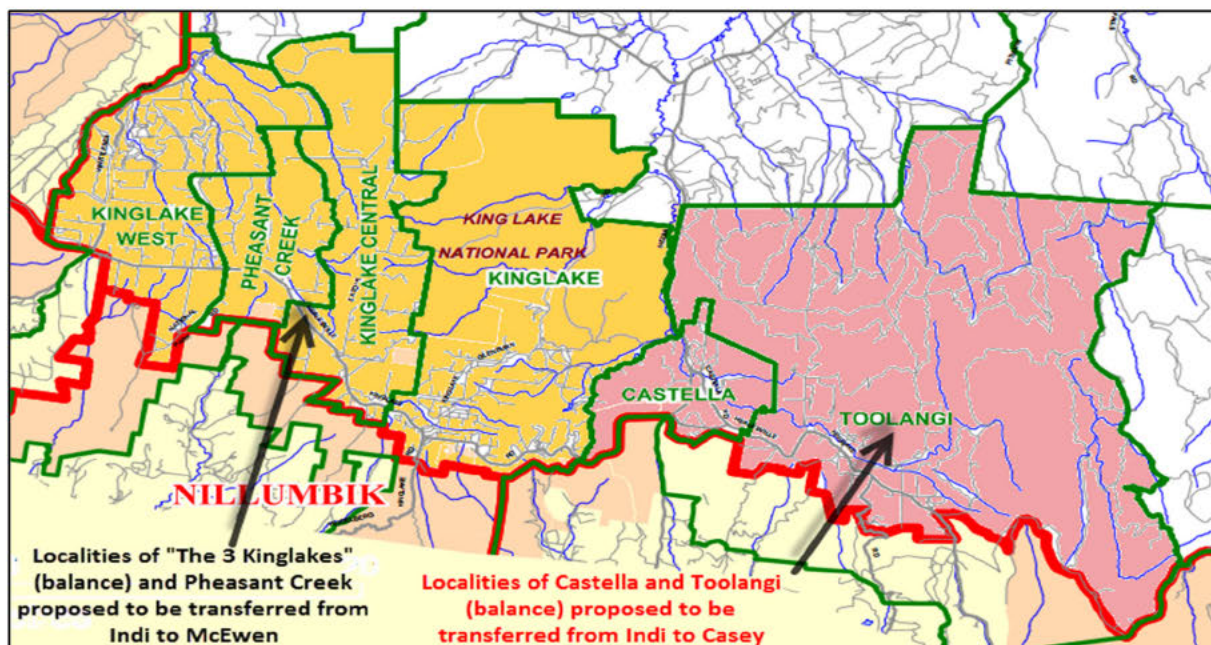 KINGLAKE
WEST
PHEASANT
CREEK
KINGLAKE CENTRAL
KING LAKE
NATIONAL PARK
KINGLAKE
CASTELLA
TOOLANGI
NILLUMBIK
Localities of "The 3 Kinglakes"
(balance) and Pheasant Creek
proposed to be transferred from
Indi to McEwen
Localities of Castella and Toolangi
(balance) proposed to be
transferred from Indi to Casey
RD